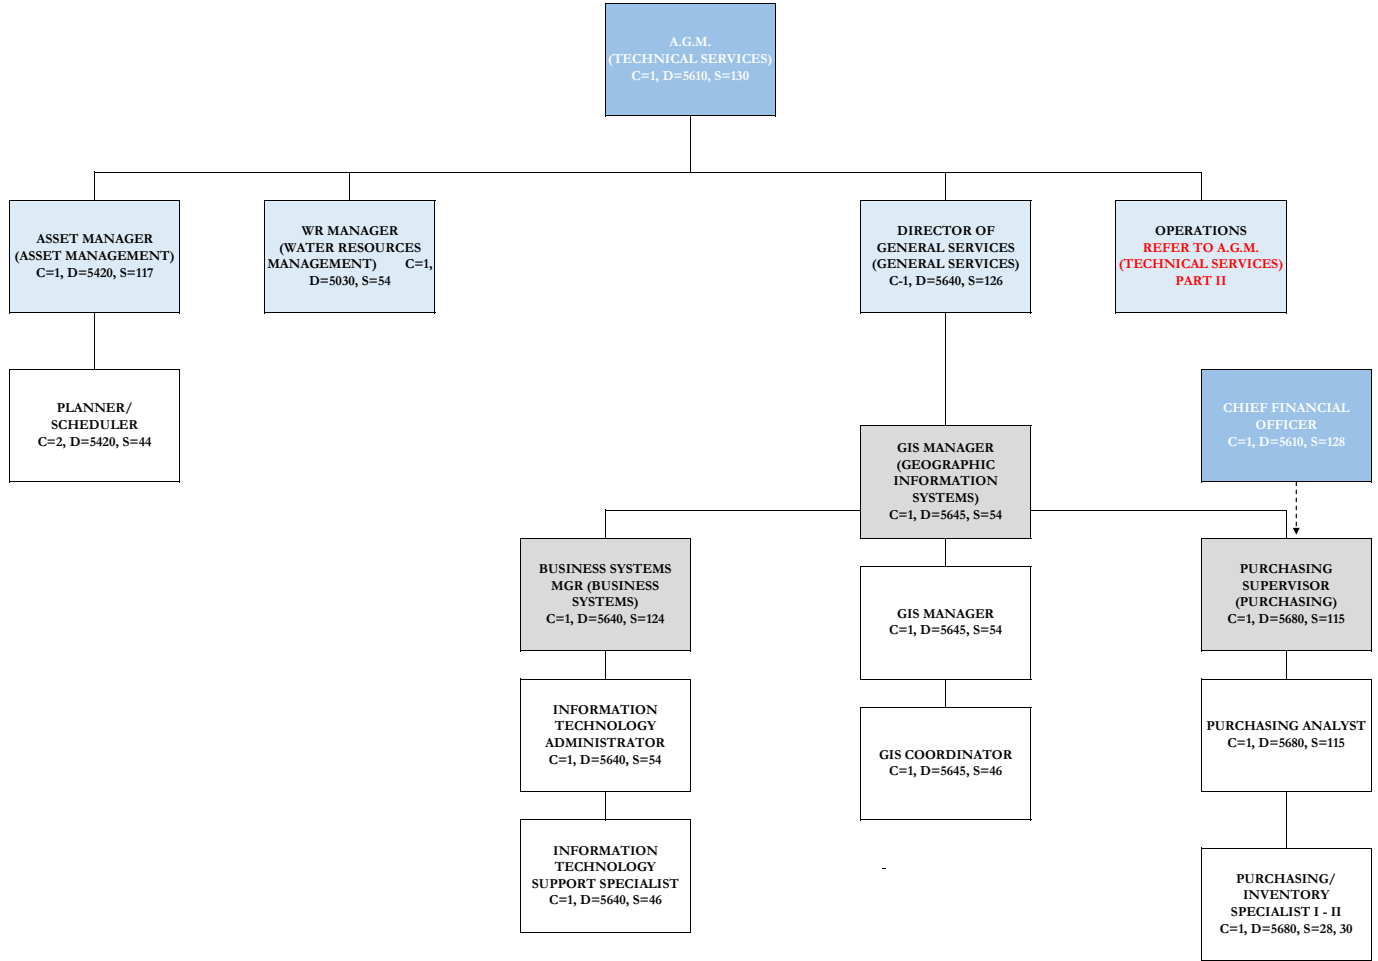 A.G.M.
(TECHNICAL SERVICES)
C=1, D=5610, S=130
ASSET MANAGER
(ASSET MANAGEMENT)
C=1, D=5420, S=117
WR MANAGER
(WATER RESOURCES
MANAGEMENT) C=1,
D=5030, S=54
DIRECTOR OF
GENERAL SERVICES
(GENERAL SERVICES)
C-1, D=5640, S=126
OPERATIONS
REFER TO A.G.M.
(TECHNICAL SERVICES)
PART II
PLANNER/
SCHEDULER
C=2, D=5420, S=44
CHIEF FINANCIAL
OFFICER
C=1, D=5610, S=128
GIS MANAGER
(GEOGRAPHIC
INFORMATION
SYSTEMS)
C=1, D=5645, S=54
BUSINESS SYSTEMS
MGR (BUSINESS
SYSTEMS)
C=1, D=5640, S=124
GIS MANAGER
C=1, D=5645, S=54
PURCHASING
SUPERVISOR
(PURCHASING)
C=1, D=5680, S=115
INFORMATION
TECHNOLOGY
ADMINISTRATOR
C=1, D=5640, S=54
GIS COORDINATOR
C=1, D=5645, S=46
PURCHASING ANALYST
C=1, D=5680, S=115
INFORMATION
TECHNOLOGY
SUPPORT SPECIALIST
C=1, D=5640, S=46
-
PURCHASING/
INVENTORY
SPECIALIST I - II
C=1, D=5680, S=28, 30